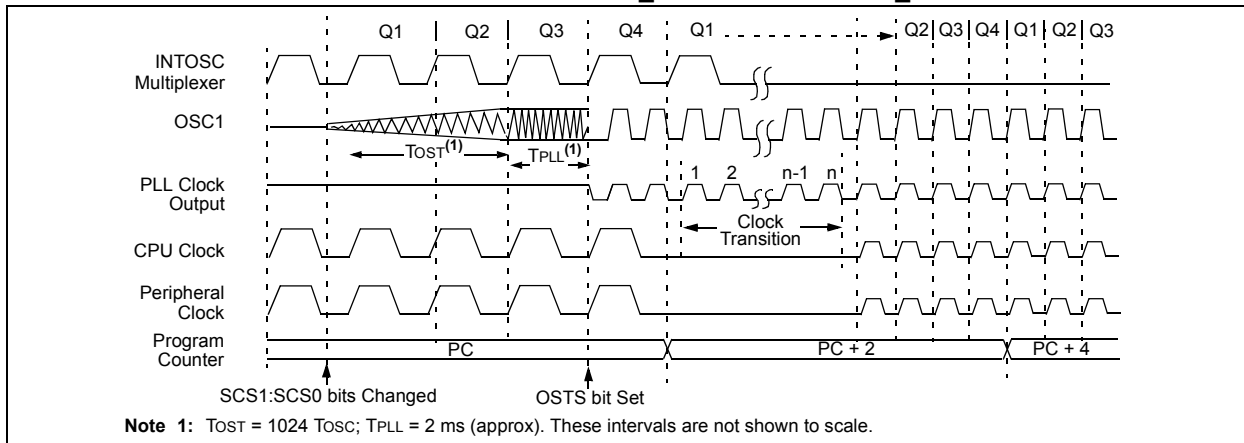 Q1 Q2 Q3 Q4 Q1 Q2 Q3 Q4 Q1 Q2 Q3
INTOSC
Multiplexer
OSC1
TOST(1) TPLL(1)
1 2 n-1 n
PLL Clock
Output
Clock
Transition
CPU Clock
Peripheral
Clock
Program
Counter
PC PC + 2 PC + 4
SCS1:SCS0 bits Changed OSTS bit Set
Note 1: TOST = 1024 TOSC; TPLL = 2 ms (approx). These intervals are not shown to scale.